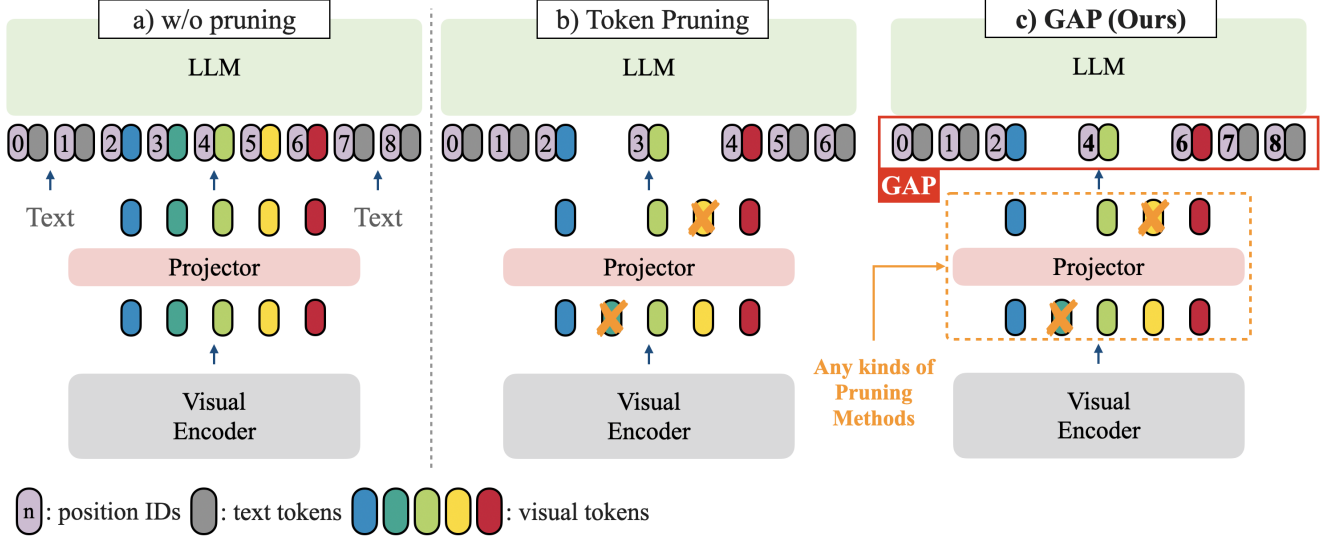 a) w/o pruning
LLM
0 1 2 3 4 5 6 7 8
Text
Text
Projector
Visual
Encoder
b) Token Pruning
LLM
0 1 2 3 4 5 6
Projector
Visual
Encoder
c) GAP (Ours)
LLM
0 1 2 4 6 7 8
GAP
Projector
Any kinds of
Pruning
Methods
Visual
Encoder
n : position IDs : text tokens : visual tokens